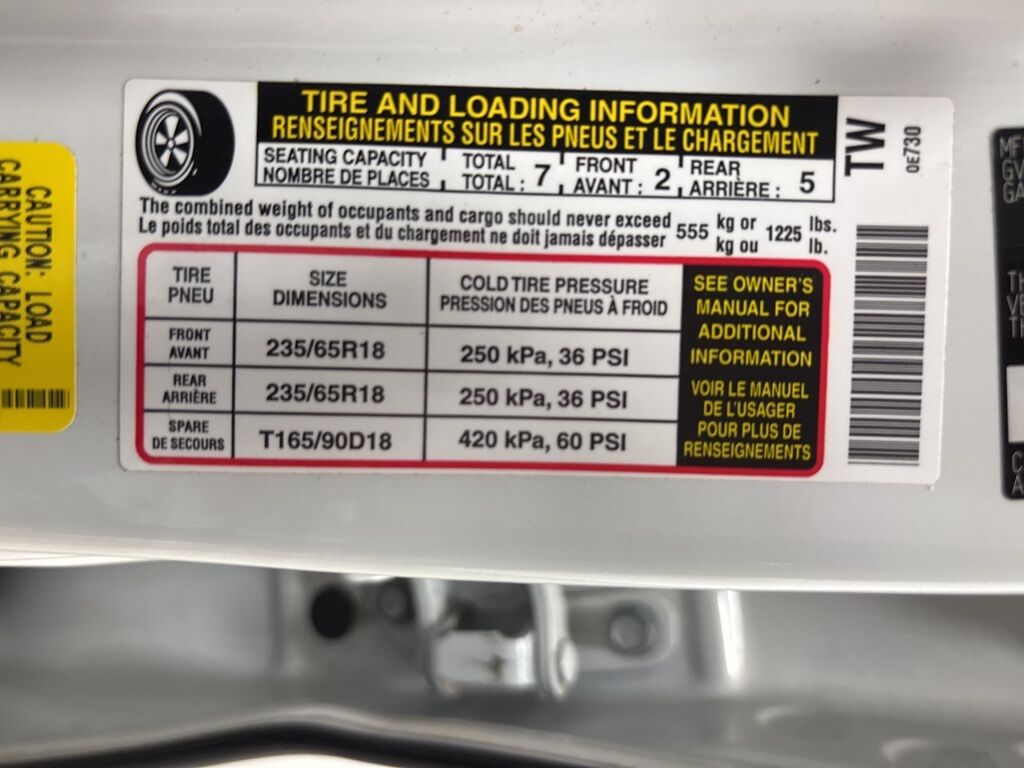 TIRE AND LOADING INFORMATION
RENSEIGNEMENTS SUR LES PNEUS ET LE CHARGEMENT
SEATING CAPACITY TOTAL FRONT REAR
NOMBRE DE PLACES TOTAL : 7 AVANT : 2 ARRIÈRE : 5
The combined weight of occupants and cargo should never exceed 555 kg or 1225 lbs.
Le poids total des occupants et du chargement ne doit jamais dépasser kg ou lb.
TIRE SIZE COLD TIRE PRESSURE
PNEU DIMENSIONS PRESSION DES PNEUS À FROID
FRONT
AVANT 235/65R18 250 kPa, 36 PSI
REAR
ARRIÈRE 235/65R18 250 kPa, 36 PSI
SPARE
DE SECOURS T165/90D18 420 kPa, 60 PSI
SEE OWNER'S
MANUAL FOR
ADDITIONAL
INFORMATION
VOIR LE MANUEL
DE L'USAGER
POUR PLUS DE
RENSEIGNEMENTS
TW
0E730
CAUTION: LOAD
CARRYING CAPACITY
MF
GV
GA